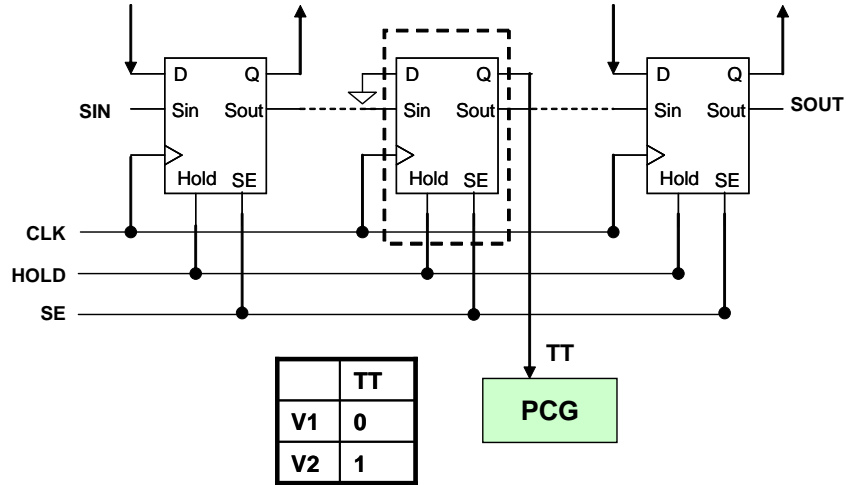 D Q D Q D Q
SIN Sin Sout Sin Sout Sin Sout SOUT
Hold SE Hold SE Hold SE
CLK
HOLD
SE
TT
TT
PCG
V1 0
V2 1